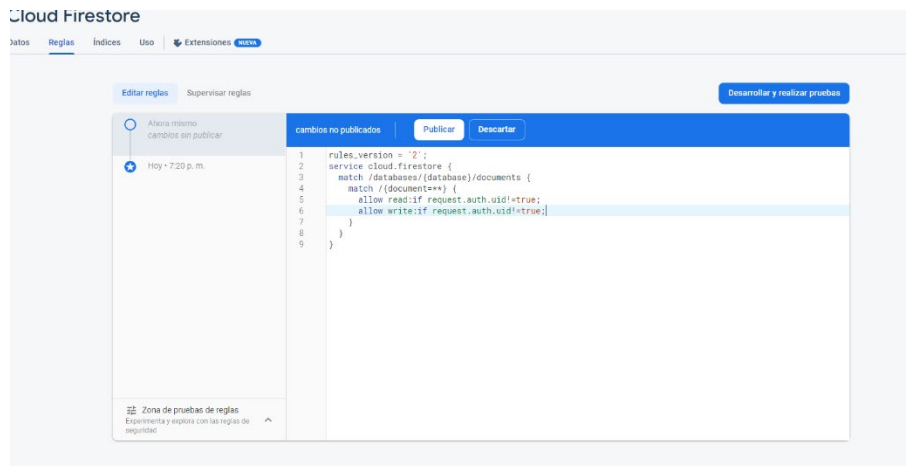 Cloud Firestore
Datos Reglas Índices Uso Extensiones NUEVA
Editar reglas Supervisar reglas Desarrollar y realizar pruebas
Ahora mismo
cambios sin publicar
Hoy • 7:20 p. m.
cambios no publicados Publicar Descartar
1 rules_version = '2';
2 service cloud.firestore {
3 match /databases/{database}/documents {
4 match /{document=**} {
5 allow read:if request.auth.uid!=true;
6 allow write:if request.auth.uid!=true;
7 }
8 }
9 }
Zona de pruebas de reglas
Experimenta y explora con las reglas de
seguridad